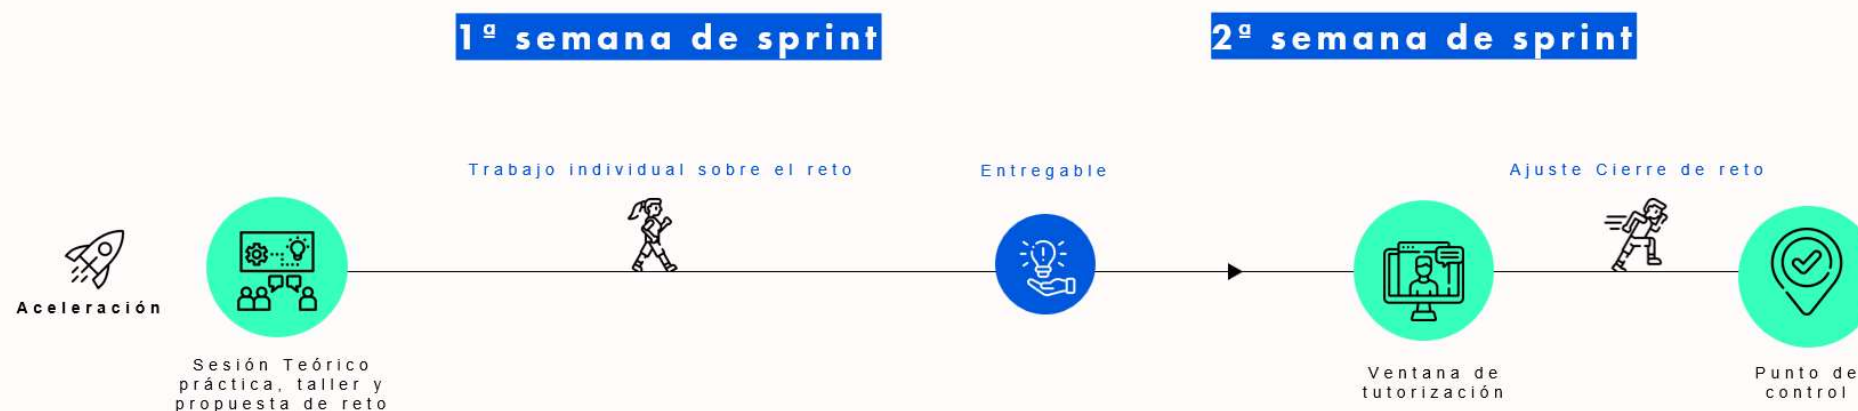 1ª semana de sprint
2ª semana de sprint
Trabajo individual sobre el reto
Entregable
Ajuste Cierre de reto
Aceleración
Sesión Teórico
práctica, taller y
propuesta de reto
Ventana de
tutorización
Punto de
control